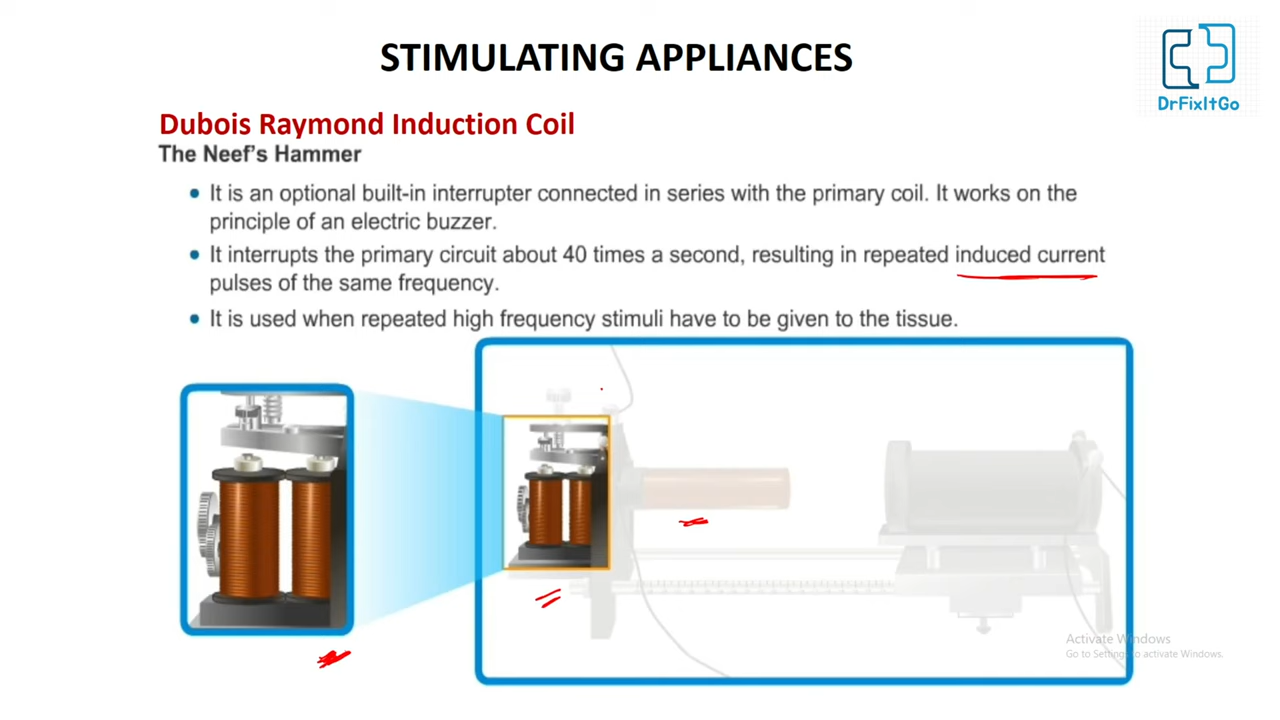 STIMULATING APPLIANCES
DrFixItGo
Dubois Raymond Induction Coil
The Neef's Hammer
• It is an optional built-in interrupter connected in series with the primary coil. It works on the
principle of an electric buzzer.
• It interrupts the primary circuit about 40 times a second, resulting in repeated induced current
pulses of the same frequency.
• It is used when repeated high frequency stimuli have to be given to the tissue.
Activate Windows
Go to Settings to activate Windows.